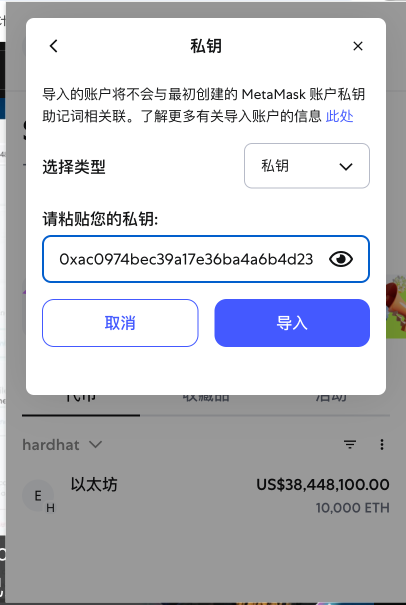 私钥
导入的账户将不会与最初创建的 MetaMask 账户私钥
助记词相关联。了解更多有关导入账户的信息 此处
选择类型
私钥
请粘贴您的私钥:
0xac0974bec39a17e36ba4a6b4d23
取消
导入
代币
收藏品
活动
hardhat
E
H
以太坊
US$38,448,100.00
10,000 ETH